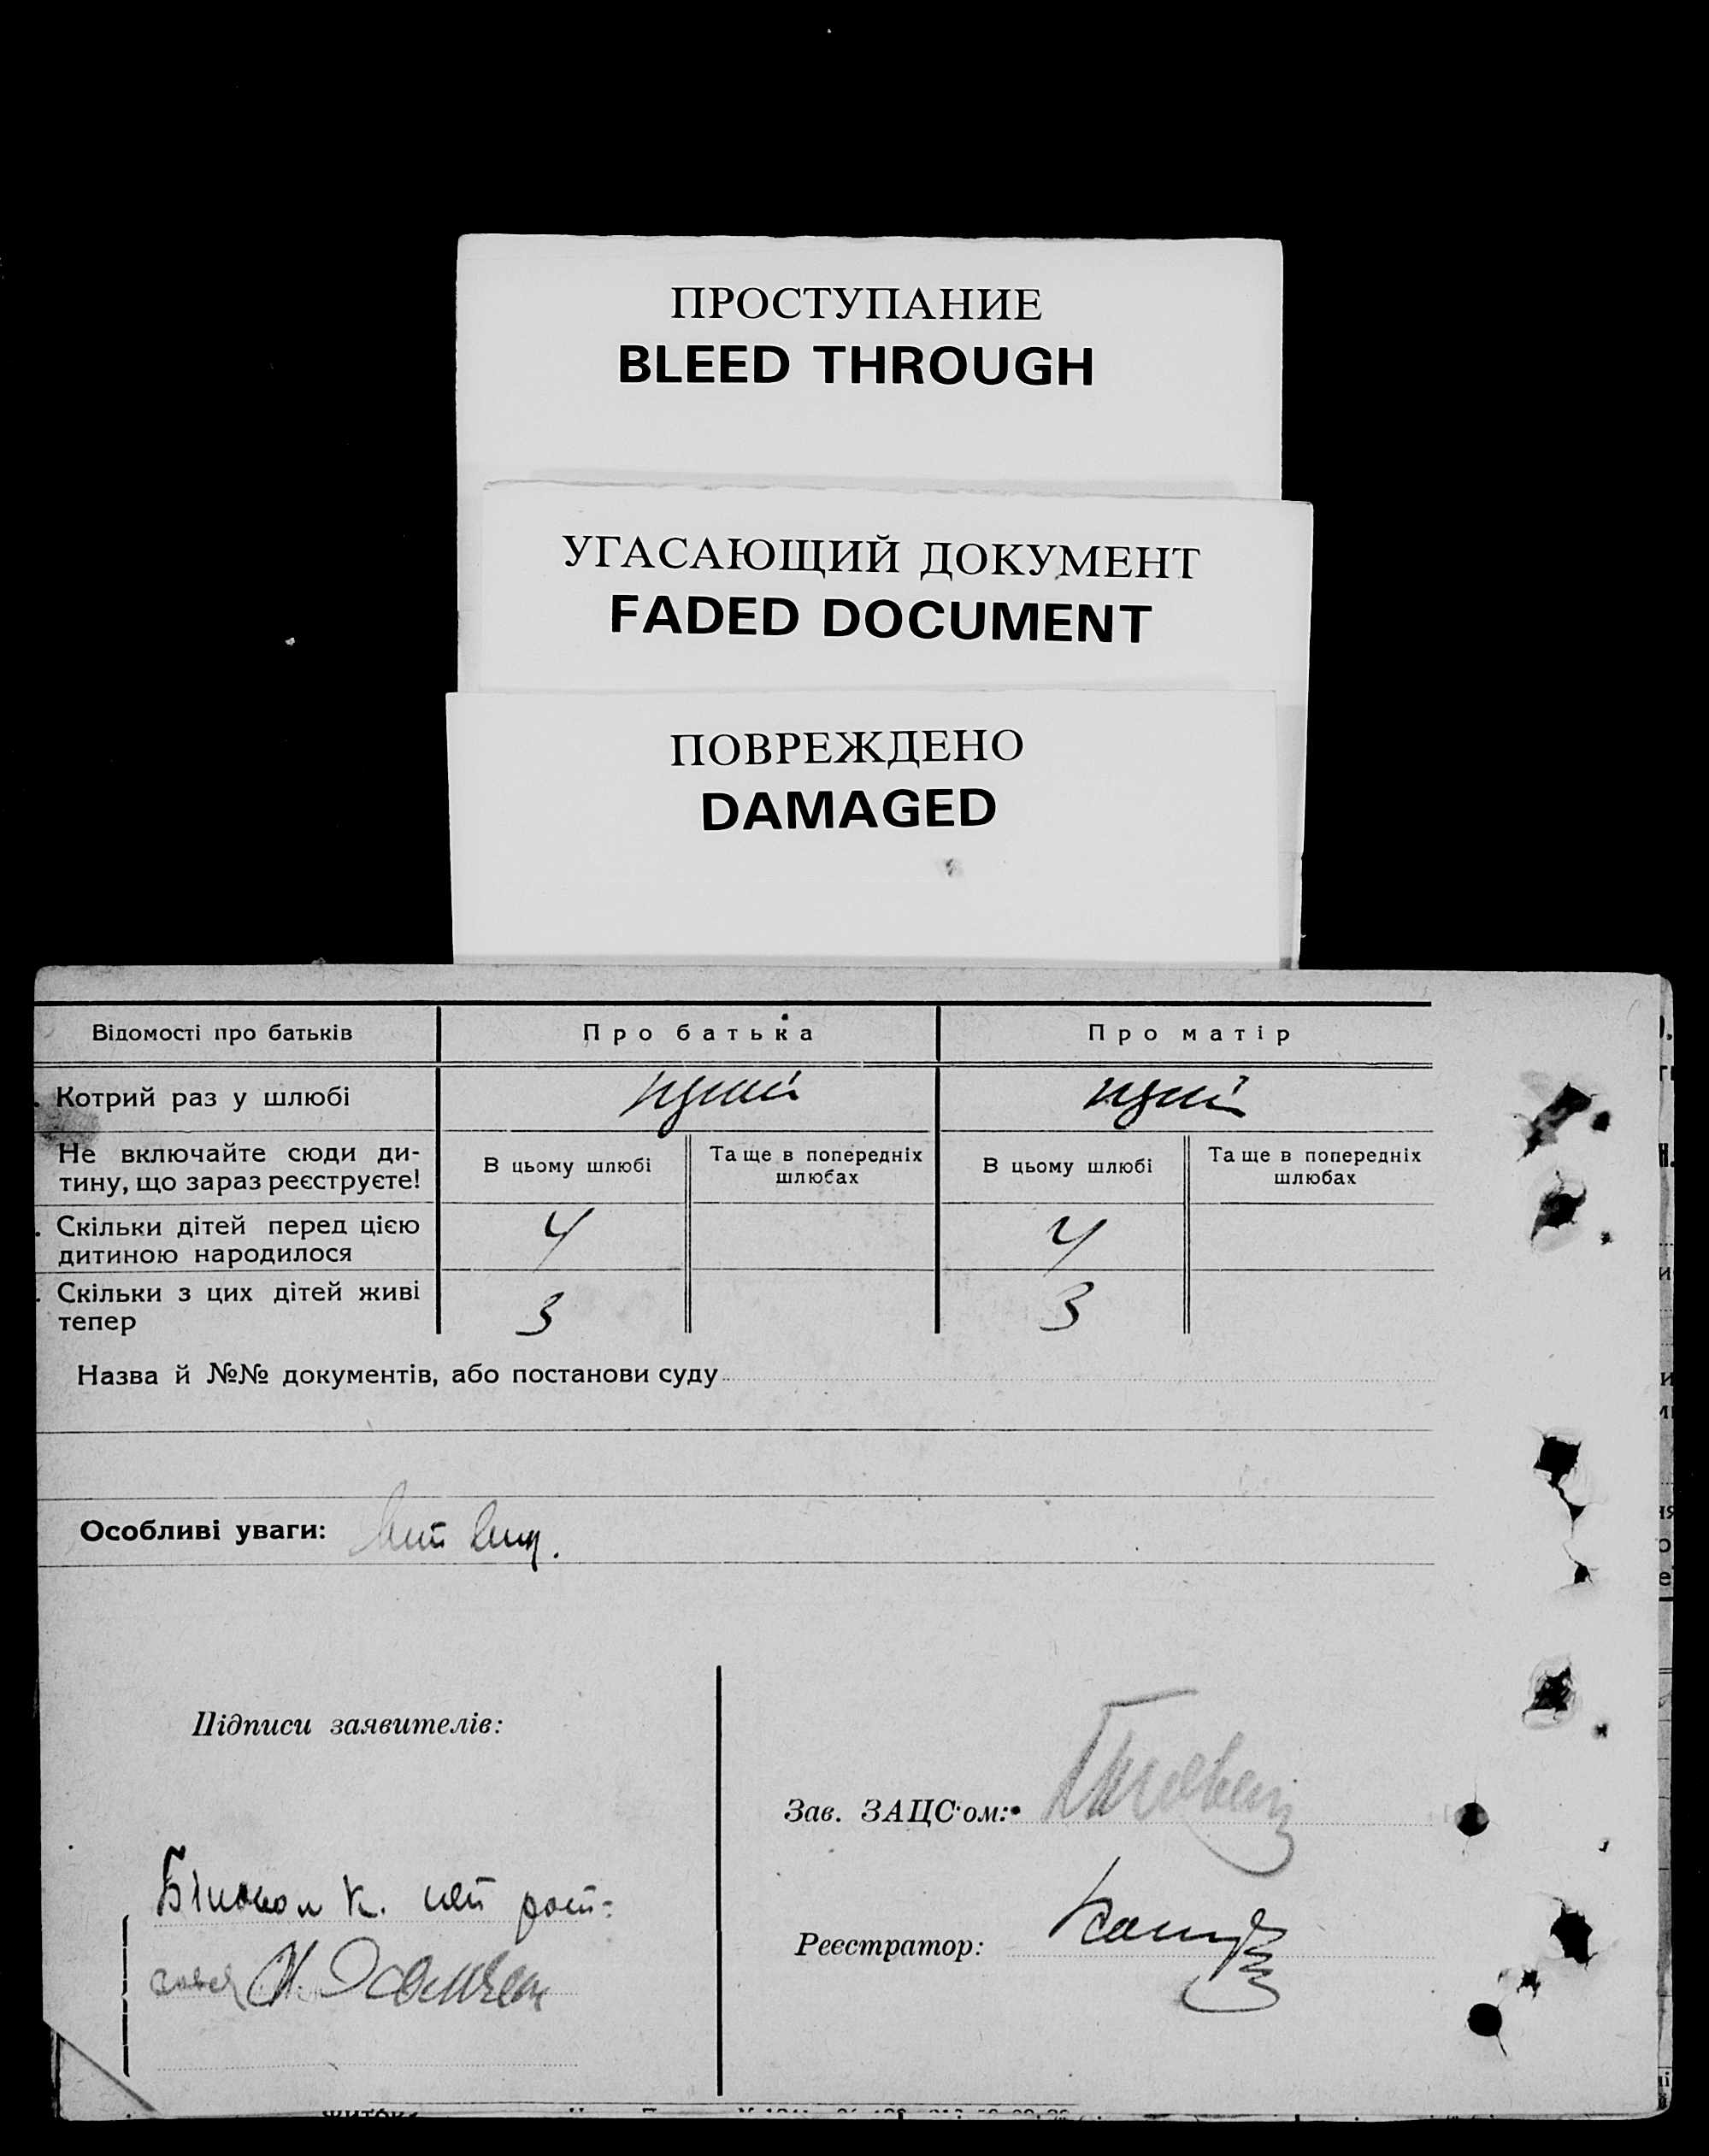 ПРОСТУПАНИЕ
BLEED THROUGH
УГАСАЮЩИЙ ДОКУМЕНТ
FADED DOCUMENT
ПОВРЕЖДЕНО
DAMAGED
Відомості про батьків
Про батька
Про матір
Котрий раз у шлюбі
Не включайте сюди ди-
тину, що зараз реєструєте!
В цьому шлюбі
Та ще в попередніх
шлюбах
В цьому шлюбі
Та ще в попередніх
шлюбах
Скільки дітей перед цією
дитиною народилося
4
4
Скільки з цих дітей живі
тепер
3
3
Назва й №№ документів, або постанови суду
Особливі уваги:
Підписи заявителів:
Зав. ЗАЦС'ом:
К.
Реєстратор: